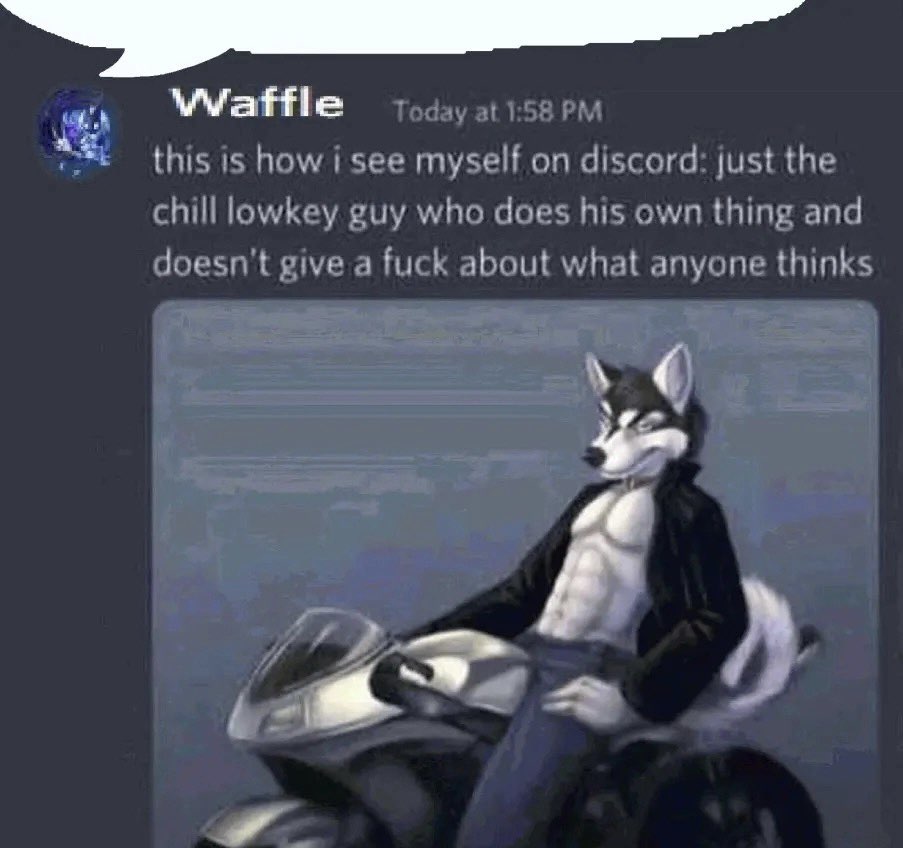 Waffle Today at 1:58 PM
this is how i see myself on discord: just the
chill lowkey guy who does his own thing and
doesn't give a fuck about what anyone thinks